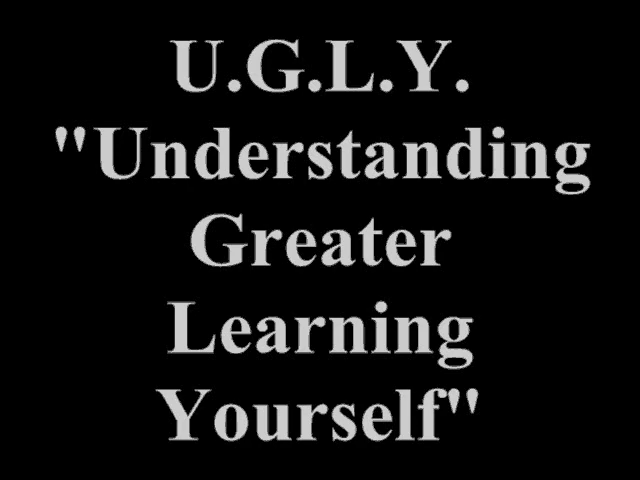 U.G.L.Y.
"Understanding
Greater
Learning
Yourself"